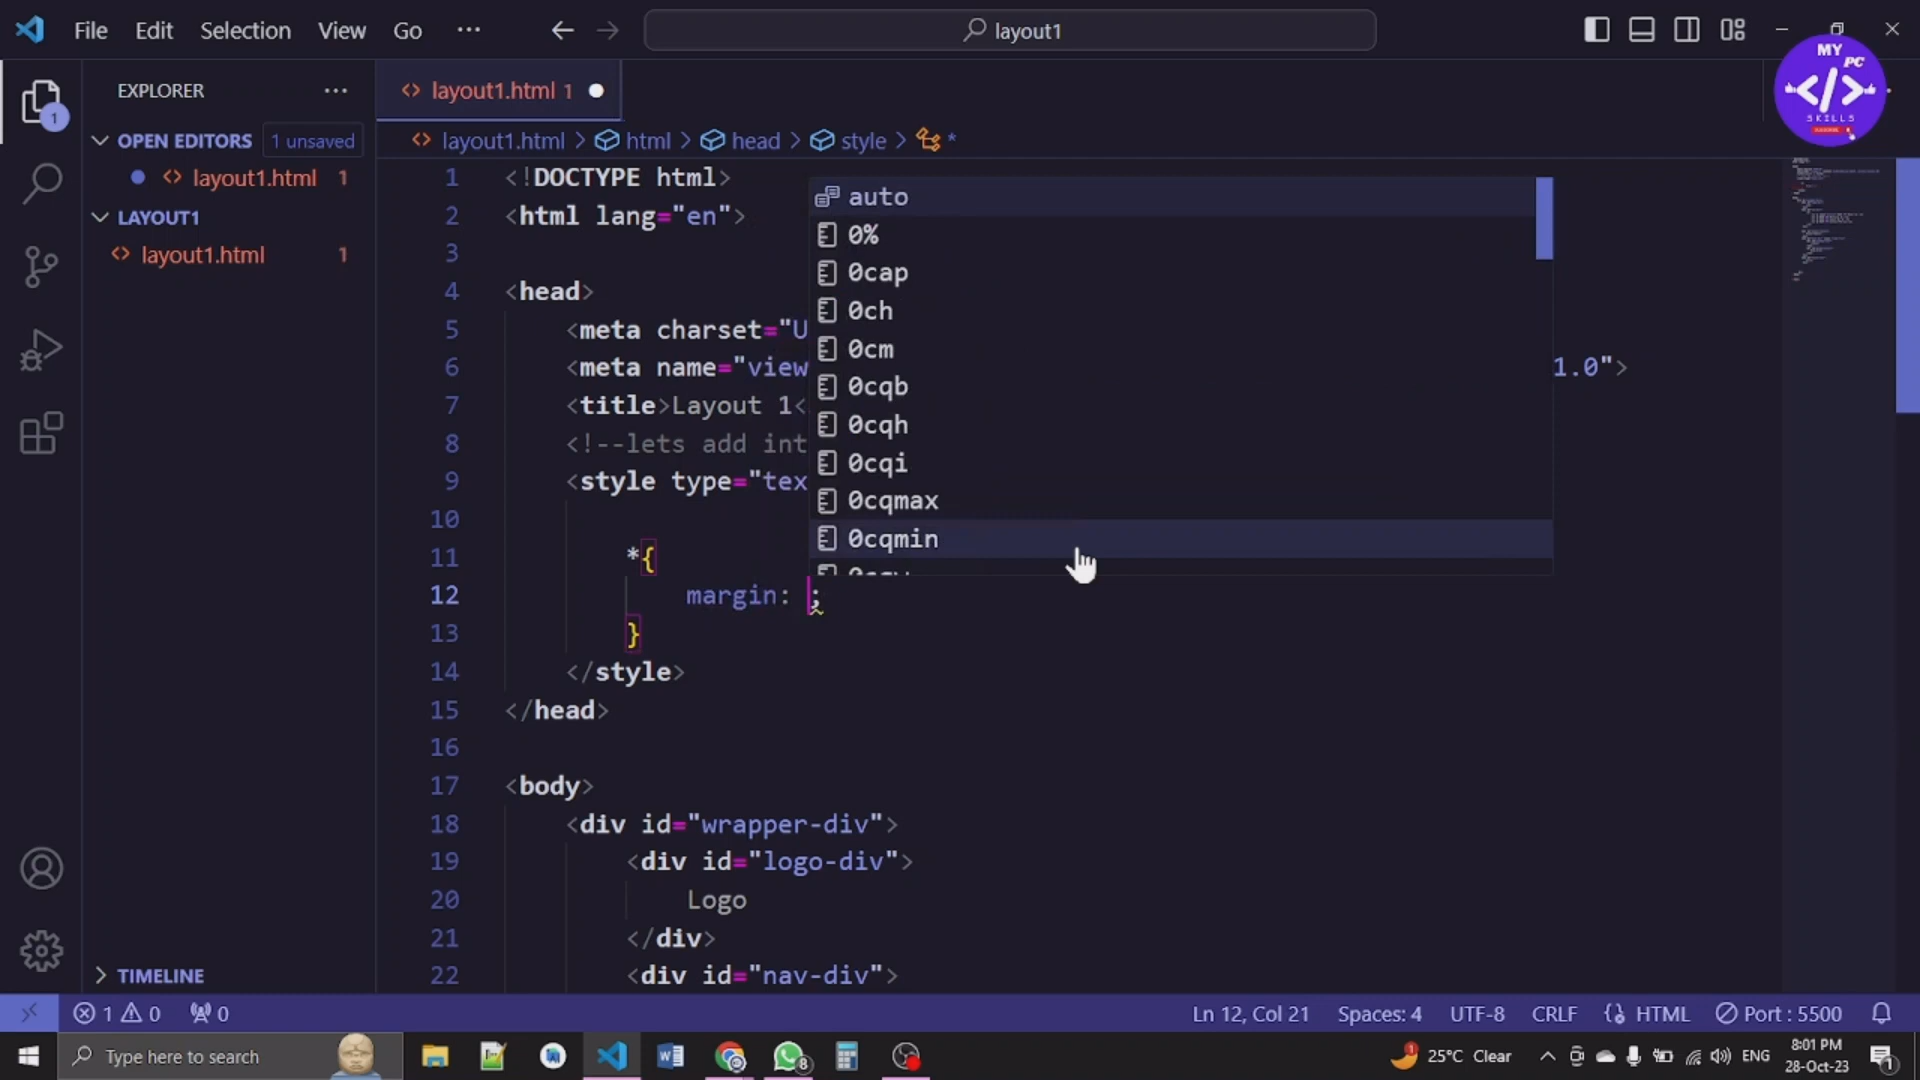 File Edit Selection View Go ··· layout1
MY PC
</>
SKILLS
EXPLORER ···
OPEN EDITORS 1 unsaved
layout1.html 1
LAYOUT1
layout1.html 1
TIMELINE
1
layout1.html 1
layout1.html > html > head > style > *
1 <!DOCTYPE html>
2 <html lang="en">
3
4 <head>
5 <meta charset="U
6 <meta name="view 1.0">
7 <title>Layout 1<
8 <!--lets add int
9 <style type="tex
10
11 *{
12 margin: ;
13 }
14 </style>
15 </head>
16
17 <body>
18 <div id="wrapper-div">
19 <div id="logo-div">
20 Logo
21 </div>
22 <div id="nav-div">
auto
0%
0cap
0ch
0cm
0cqb
0cqh
0cqi
0cqmax
0cqmin
1 0 0 Ln 12, Col 21 Spaces: 4 UTF-8 CRLF HTML Port : 5500
Type here to search 8 25°C Clear ENG 8:01 PM
28-Oct-23 1